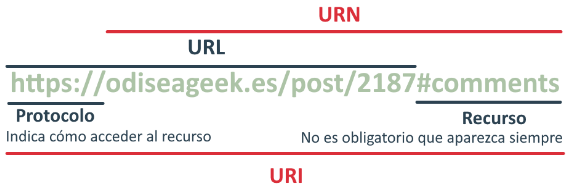 URN
URL
https://odiseageek.es/post/2187#comments
Protocolo
Indica cómo acceder al recurso
Recurso
No es obligatorio que aparezca siempre
URI